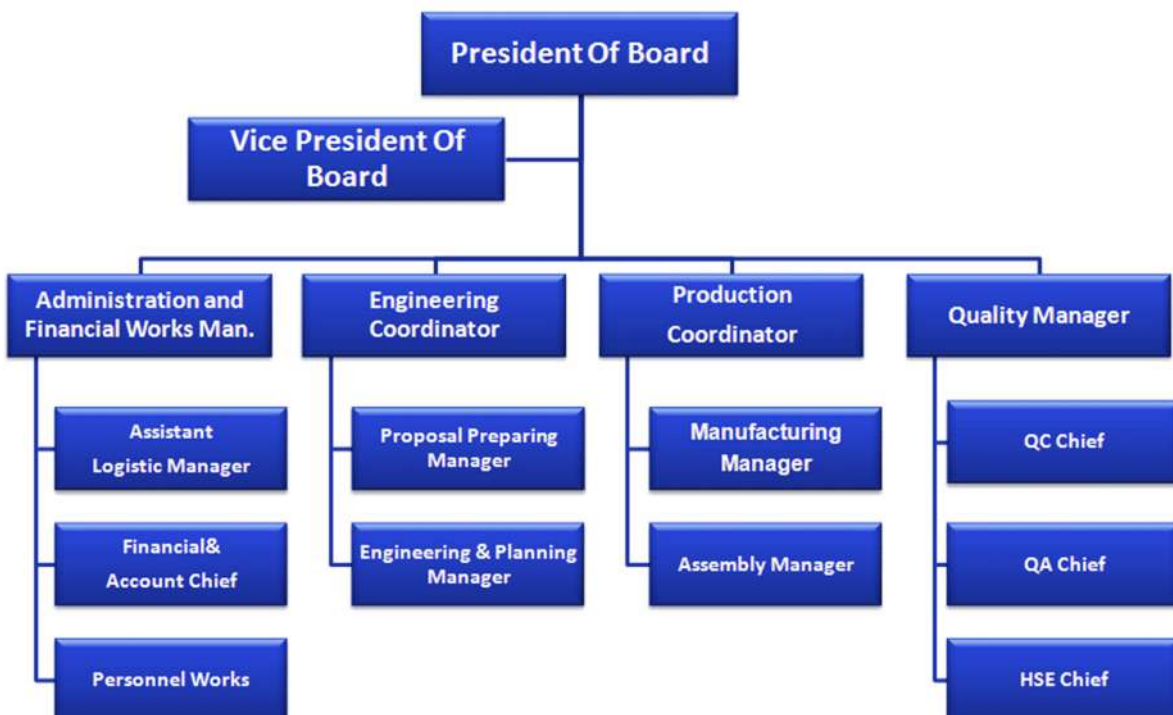 President Of Board
Vice President Of
Board
Administration and
Financial Works Man.
Engineering
Coordinator
Production
Coordinator
Quality Manager
Assistant
Logistic Manager
Proposal Preparing
Manager
Manufacturing
Manager
QC Chief
Financial&
Account Chief
Engineering & Planning
Manager
Assembly Manager
QA Chief
Personnel Works
HSE Chief